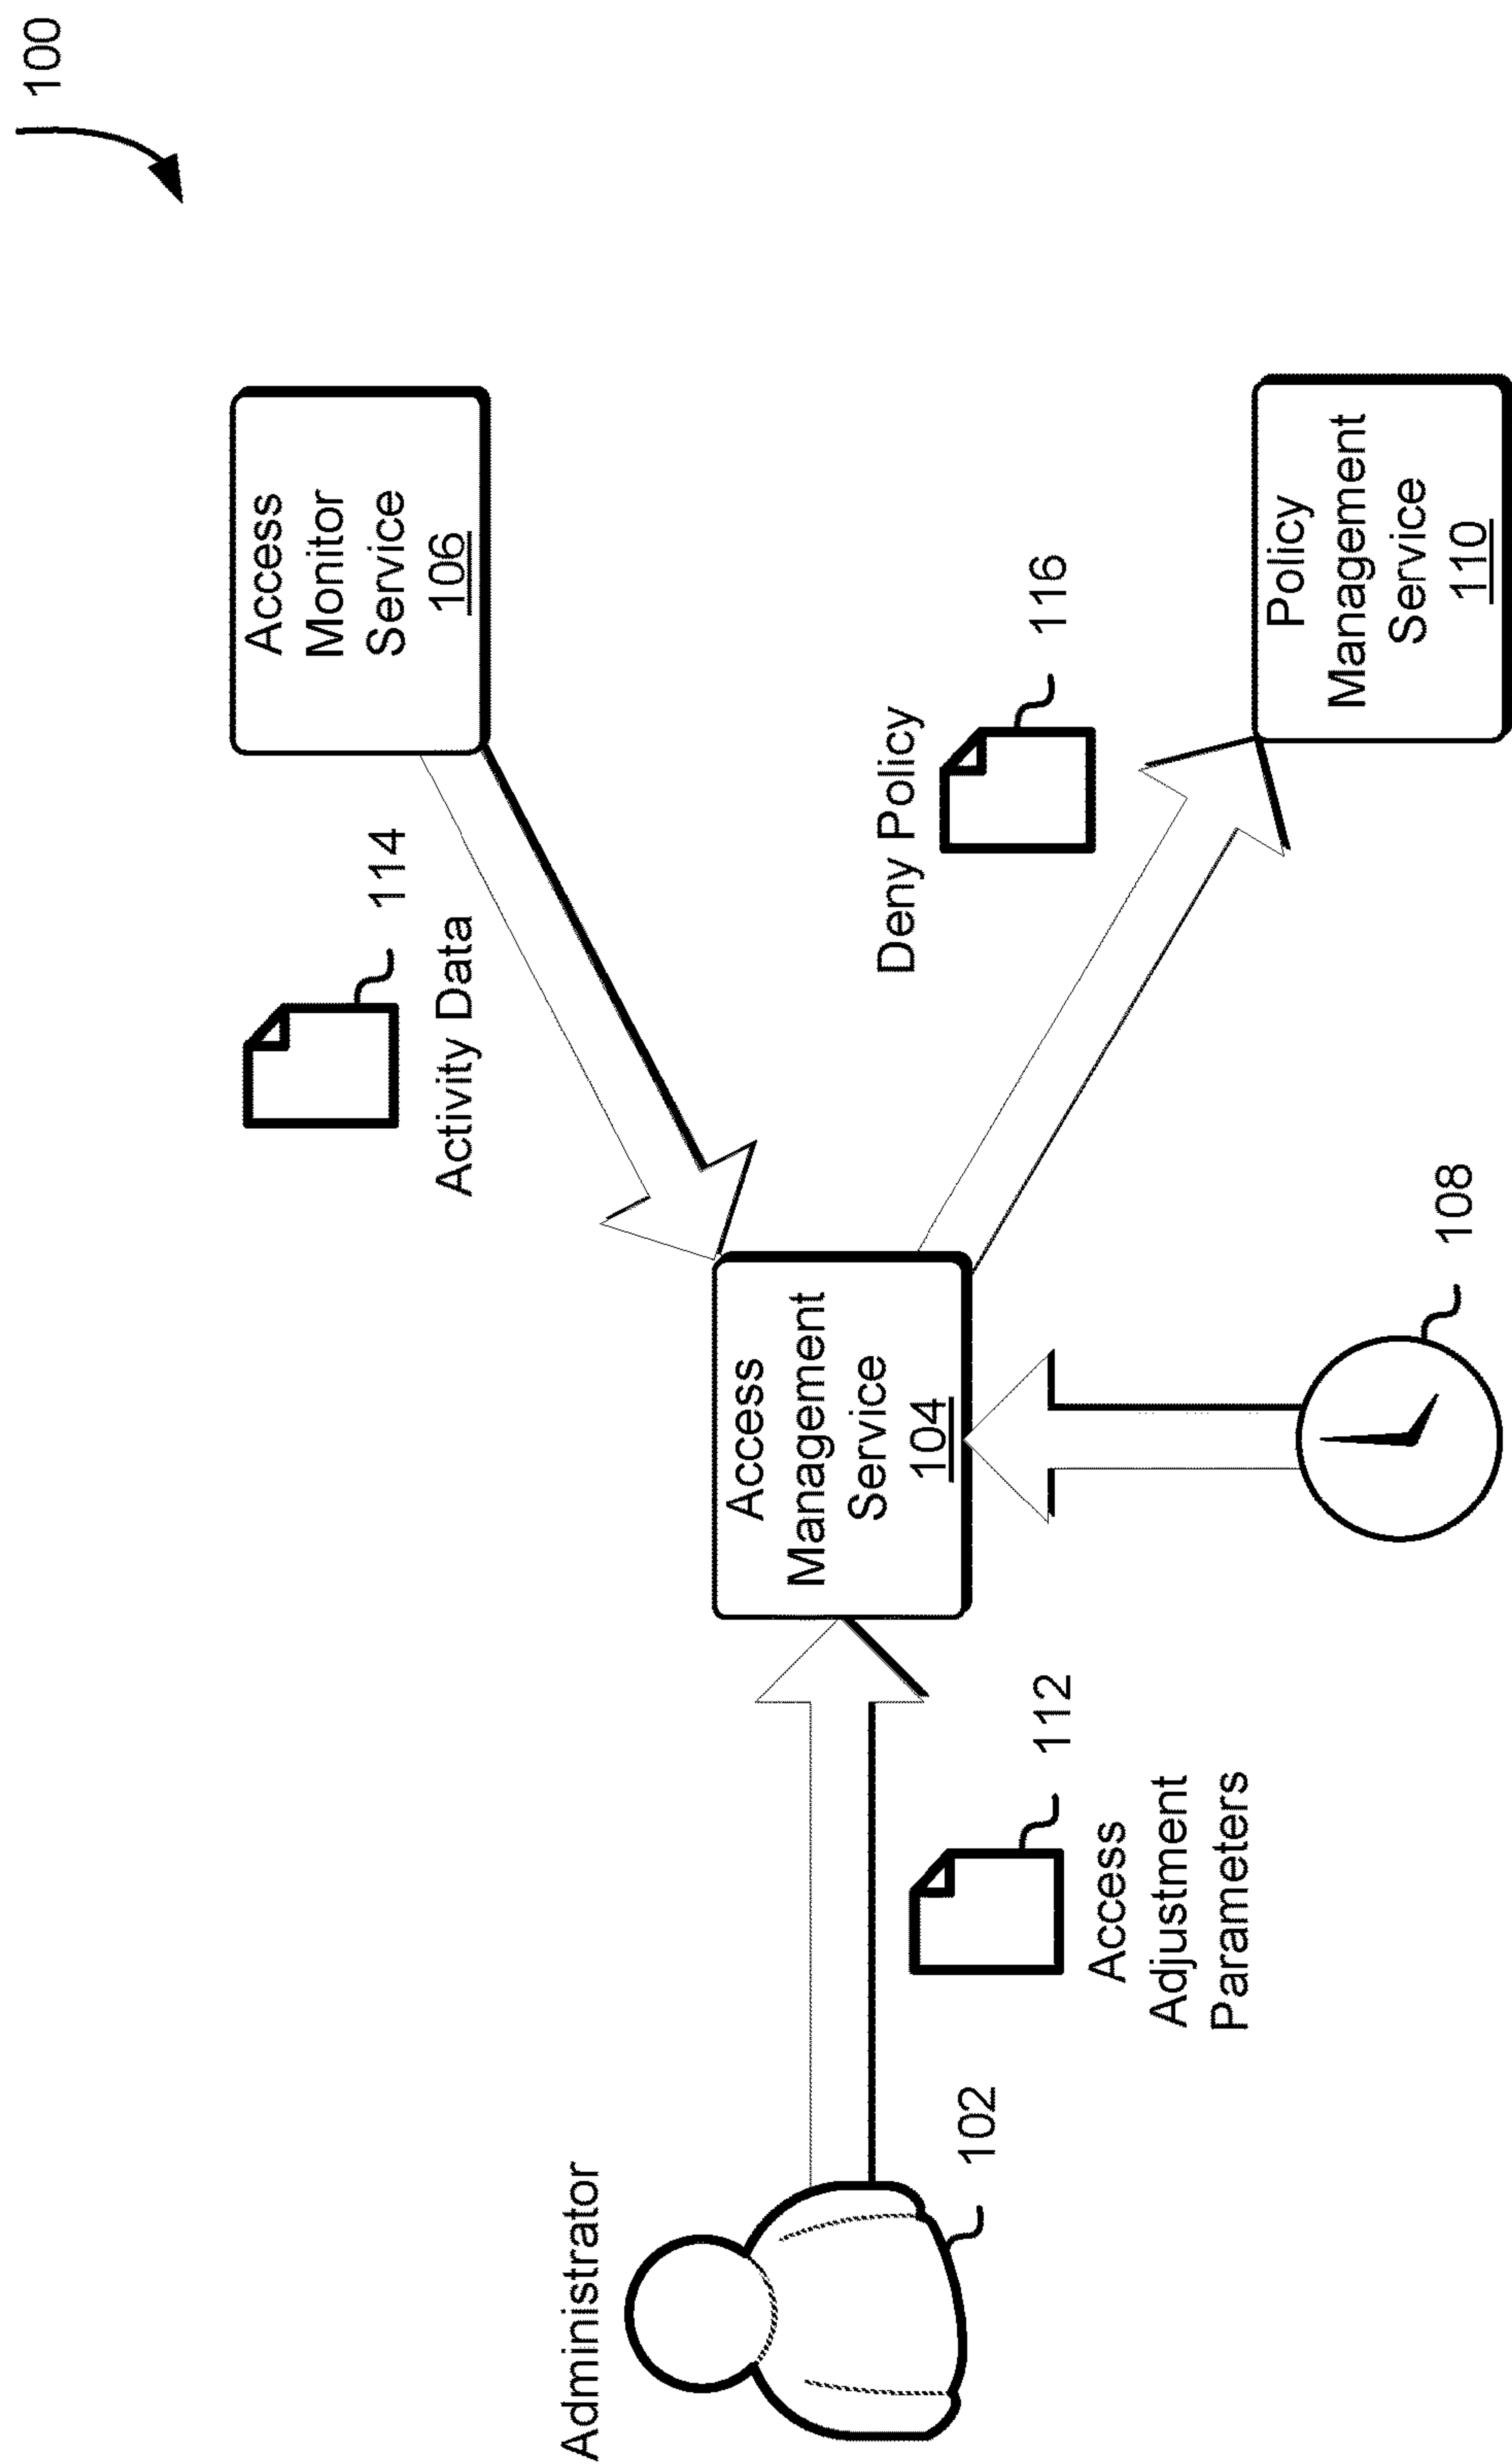 100
Administrator
102
112
Access
Adjustment
Parameters
Access
Management
Service
104
108
114
Activity Data
Access
Monitor
Service
106
Deny Policy
116
Policy
Management
Service
110